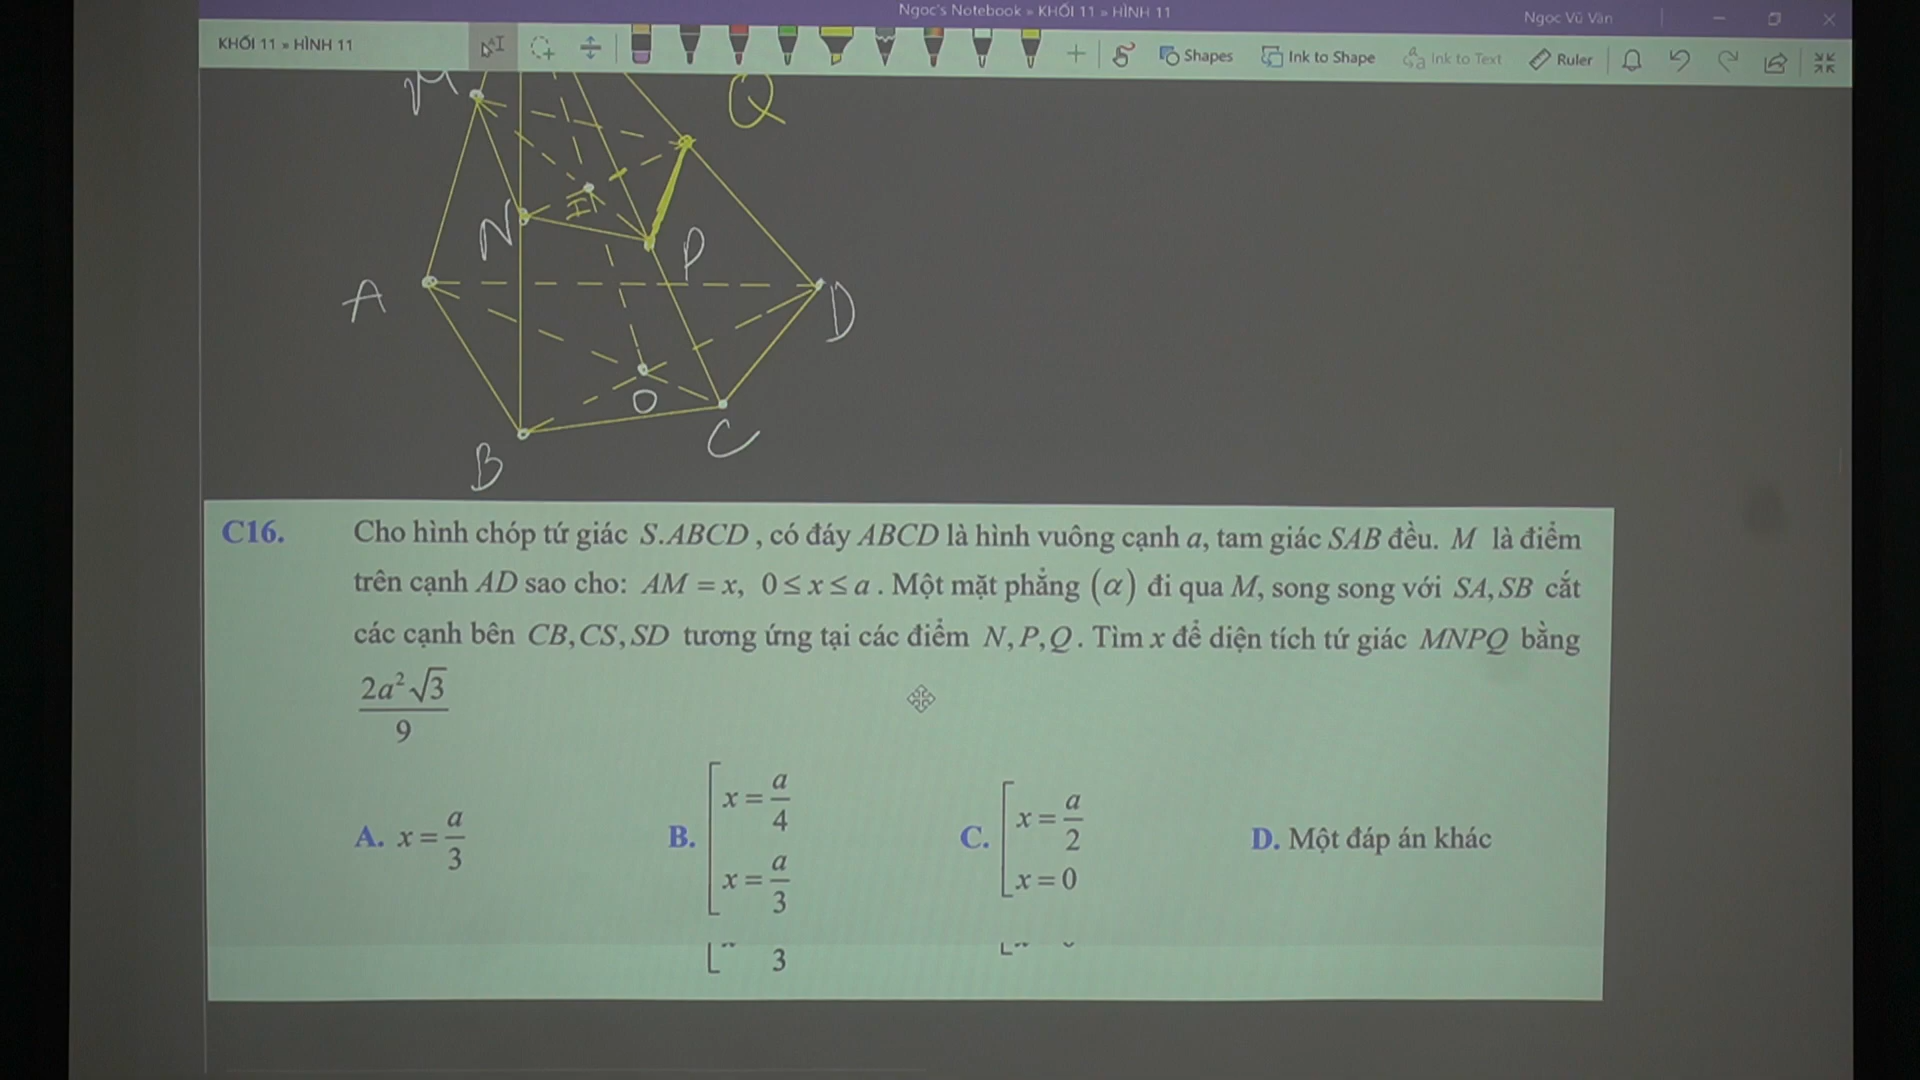 Ngoc's Notebook » KHỐI 11 » HÌNH 11
Ngoc Vũ Văn
KHỐI 11 » HÌNH 11
Shapes
Ink to Shape
Ink to Text
Ruler
M
Q
N
I
P
A
D
O
C
B
C16. Cho hình chóp tứ giác S.ABCD, có đáy ABCD là hình vuông cạnh a, tam giác SAB đều. M là điểm
trên cạnh AD sao cho: AM = x, 0 ≤ x ≤ a. Một mặt phẳng (α) đi qua M, song song với SA, SB cắt
các cạnh bên CB, CS, SD tương ứng tại các điểm N, P, Q. Tìm x để diện tích tứ giác MNPQ bằng
2a²√3
9
A. x = a/3
B. [ x = a/4
x = a/3
C. [ x = a/2
x = 0
D. Một đáp án khác
3